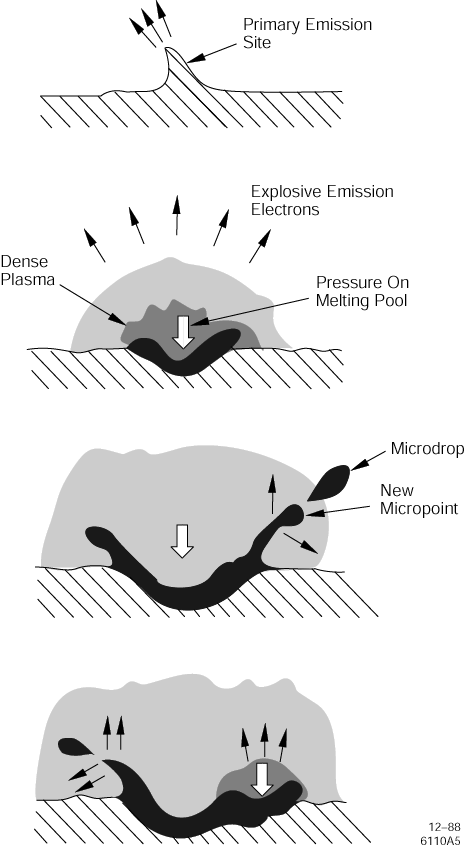 Primary Emission
Site
Explosive Emission
Electrons
Dense
Plasma
Pressure On
Melting Pool
Microdrop
New
Micropoint
12–88
6110A5